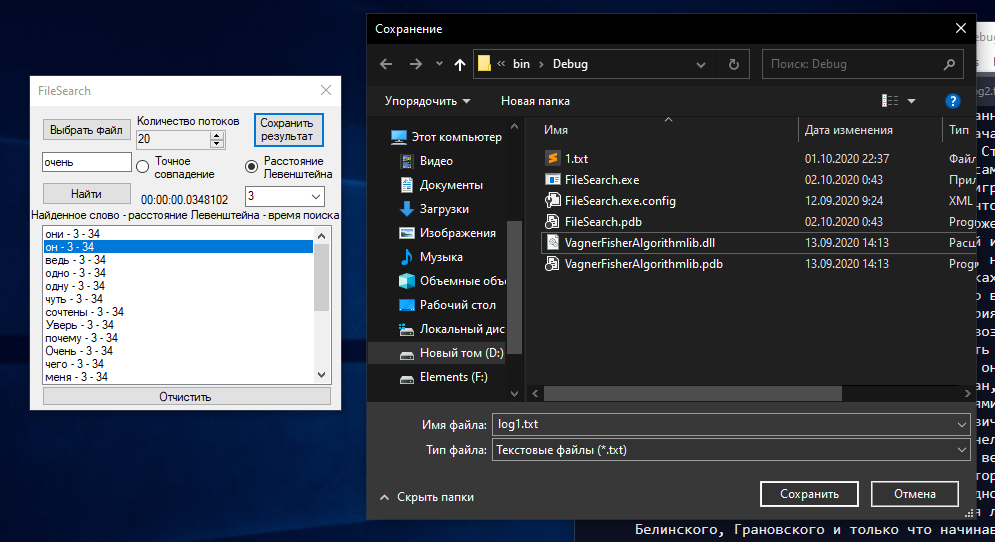 FileSearch
Выбрать файл
Количество потоков
20
Сохранить
результат
очень
Точное
совпадение
Расстояние
Левенштейна
Найти
00:00:00.0348102
3
Найденное слово - расстояние Левенштейна - время поиска
они - 3 - 34
он - 3 - 34
ведь - 3 - 34
одно - 3 - 34
одну - 3 - 34
чуть - 3 - 34
сочтены - 3 - 34
Уверь - 3 - 34
почему - 3 - 34
Очень - 3 - 34
чего - 3 - 34
меня - 3 - 34
Отчистить
Сохранение
« bin › Debug
Поиск: Debug
Упорядочить
Новая папка
Этот компьютер
Видео
Документы
Загрузки
Изображения
Музыка
Объемные объ
Рабочий стол
Локальный дис
Новый том (D:)
Elements (F:)
Имя Дата изменения Тип
1.txt 01.10.2020 22:37 Файл
FileSearch.exe 02.10.2020 0:43 При
FileSearch.exe.config 12.09.2020 9:24 XML
FileSearch.pdb 02.10.2020 0:43 Progr
VagnerFisherAlgorithmlib.dll 13.09.2020 14:13 Расш
VagnerFisherAlgorithmlib.pdb 13.09.2020 14:13 Progr
Имя файла: log1.txt
Тип файла: Текстовые файлы (*.txt)
Скрыть папки
Сохранить
Отмена
Белинского, Грановского и только что начинав